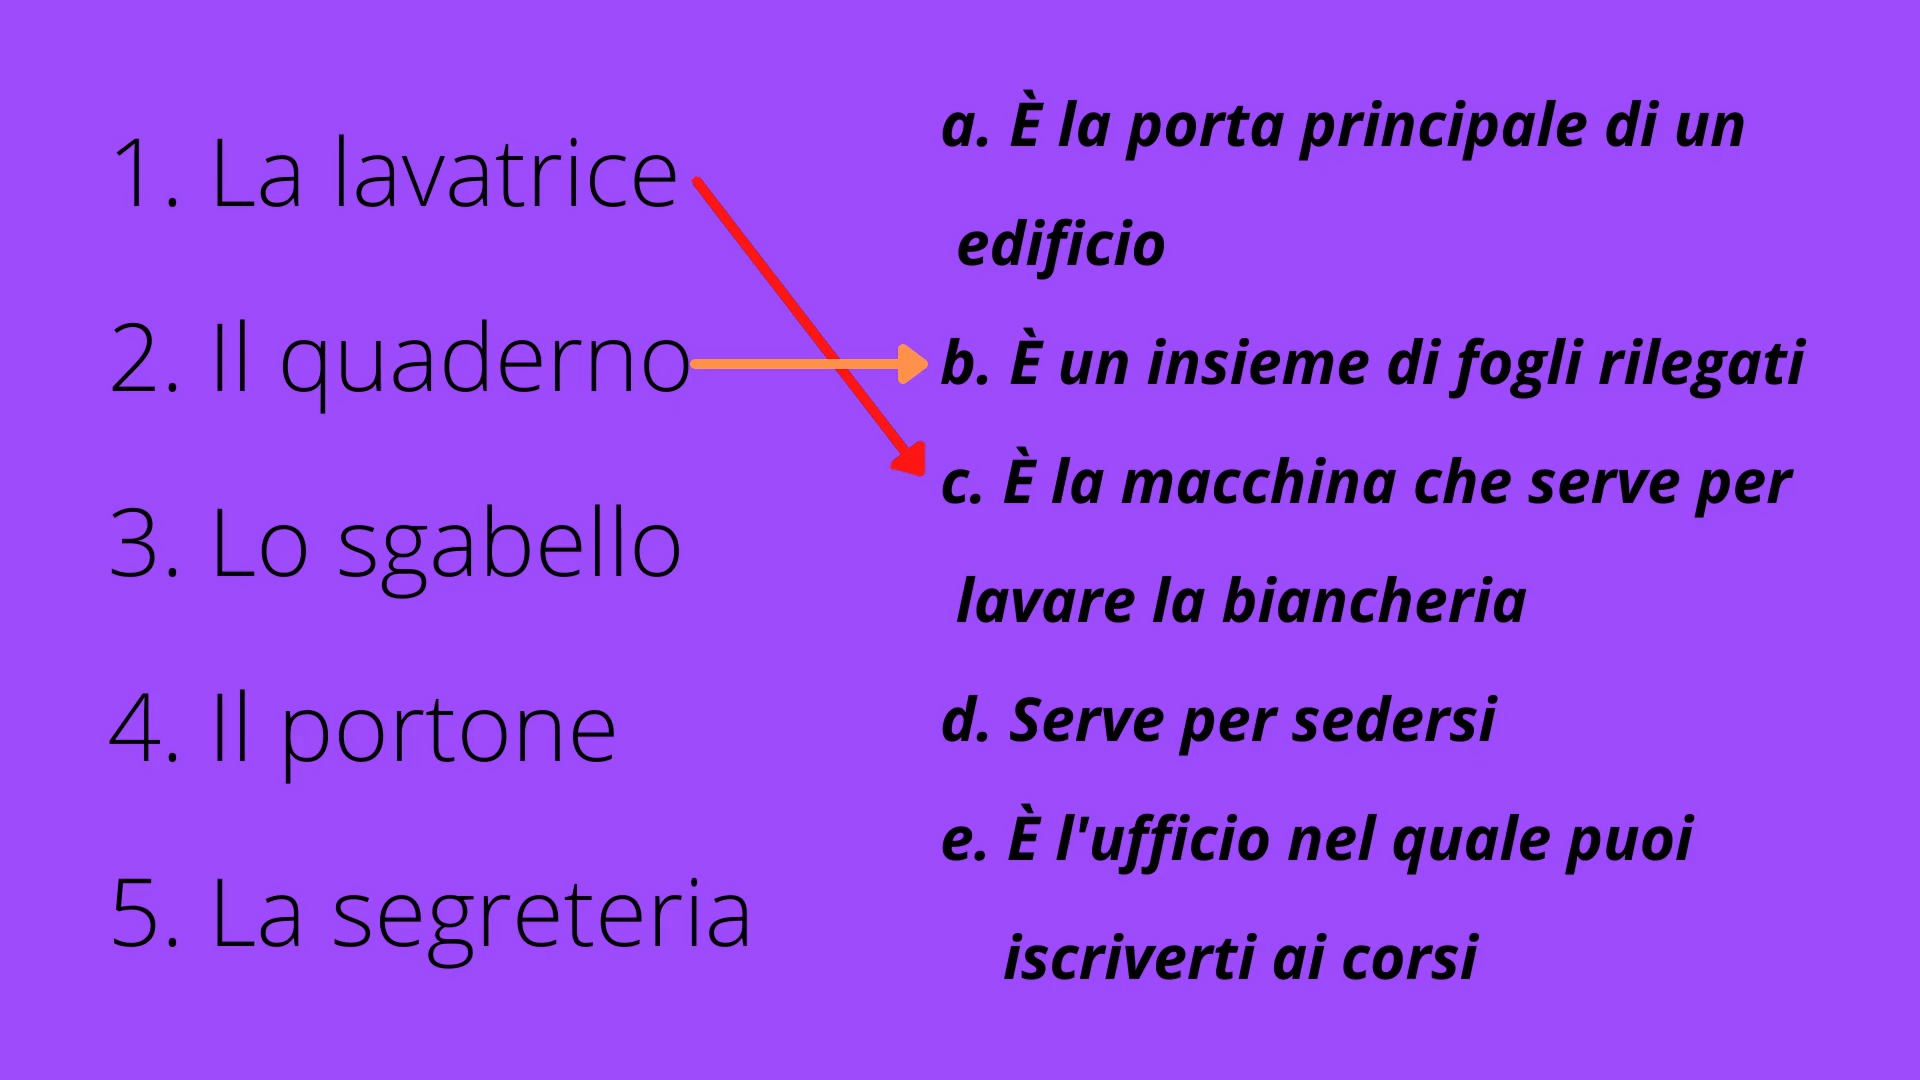 1. La lavatrice
2. Il quaderno
3. Lo sgabello
4. Il portone
5. La segreteria
a. È la porta principale di un
edificio
b. È un insieme di fogli rilegati
c. È la macchina che serve per
lavare la biancheria
d. Serve per sedersi
e. È l'ufficio nel quale puoi
iscriverti ai corsi